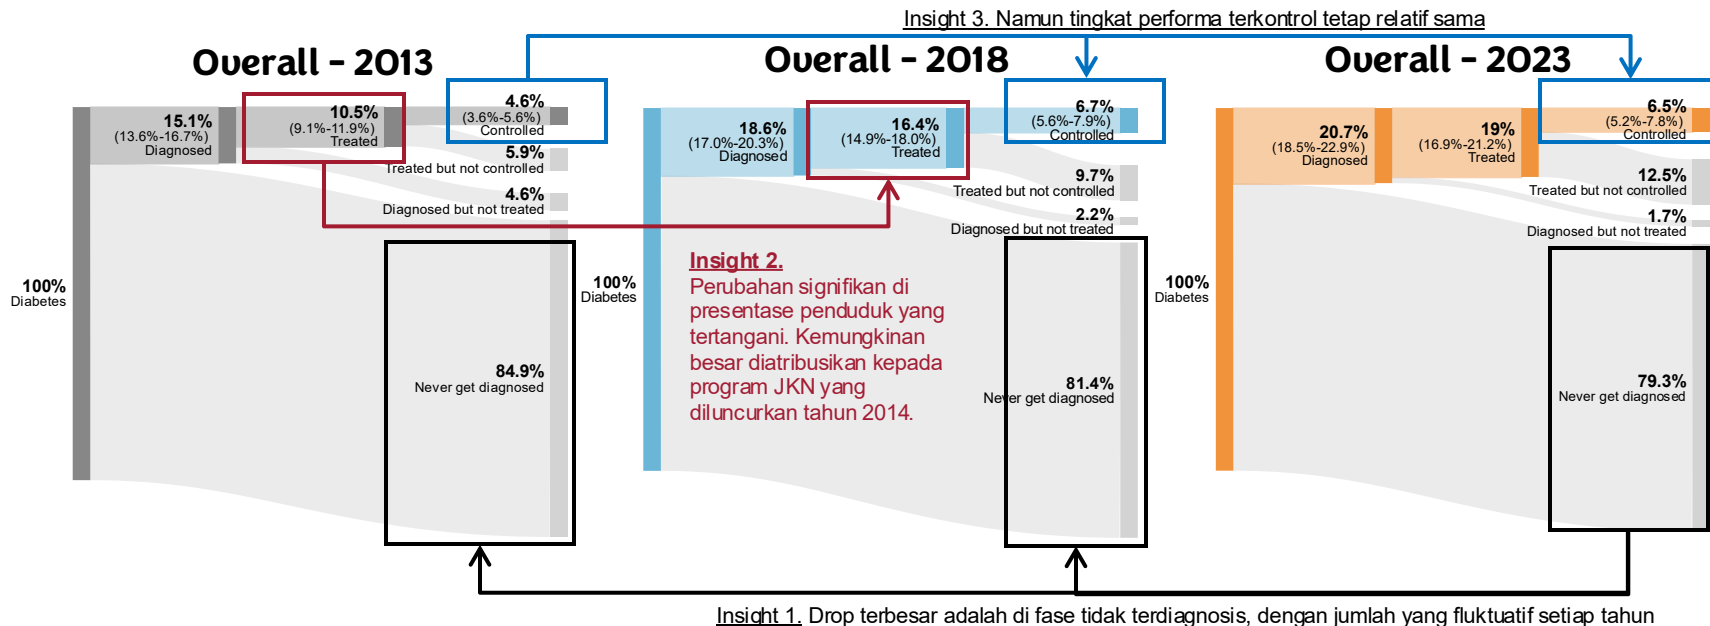 Insight 3. Namun tingkat performa terkontrol tetap relatif sama
Overall - 2013
4.6%
(3.6%-5.6%)
Controlled
10.5%
(9.1%-11.9%)
Treated
15.1%
(13.6%-16.7%)
Diagnosed
5.9%
Treated but not controlled
4.6%
Diagnosed but not treated
100%
Diabetes
84.9%
Never get diagnosed
Overall - 2018
6.7%
(5.6%-7.9%)
Controlled
18.6%
(17.0%-20.3%)
Diagnosed
16.4%
(14.9%-18.0%)
Treated
9.7%
Treated but not controlled
2.2%
Diagnosed but not treated
100%
Diabetes
Insight 2.
Perubahan signifikan di
presentase penduduk yang
tertangani. Kemungkinan
besar diatribusikan kepada
program JKN yang
diluncurkan tahun 2014.
81.4%
Never get diagnosed
Overall - 2023
6.5%
(5.2%-7.8%)
Controlled
20.7%
(18.5%-22.9%)
Diagnosed
19%
(16.9%-21.2%)
Treated
12.5%
Treated but not controlled
1.7%
Diagnosed but not treated
100%
Diabetes
79.3%
Never get diagnosed
Insight 1. Drop terbesar adalah di fase tidak terdiagnosis, dengan jumlah yang fluktuatif setiap tahun